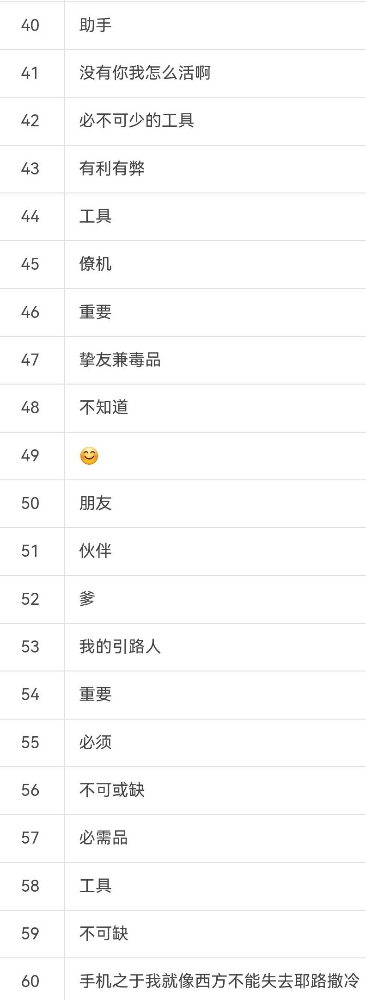 40 助手
41 没有你我怎么活啊
42 必不可少的工具
43 有利有弊
44 工具
45 僚机
46 重要
47 挚友兼毒品
48 不知道
49 😊
50 朋友
51 伙伴
52 爹
53 我的引路人
54 重要
55 必须
56 不可或缺
57 必需品
58 工具
59 不可缺
60 手机之于我就像西方不能失去耶路撒冷